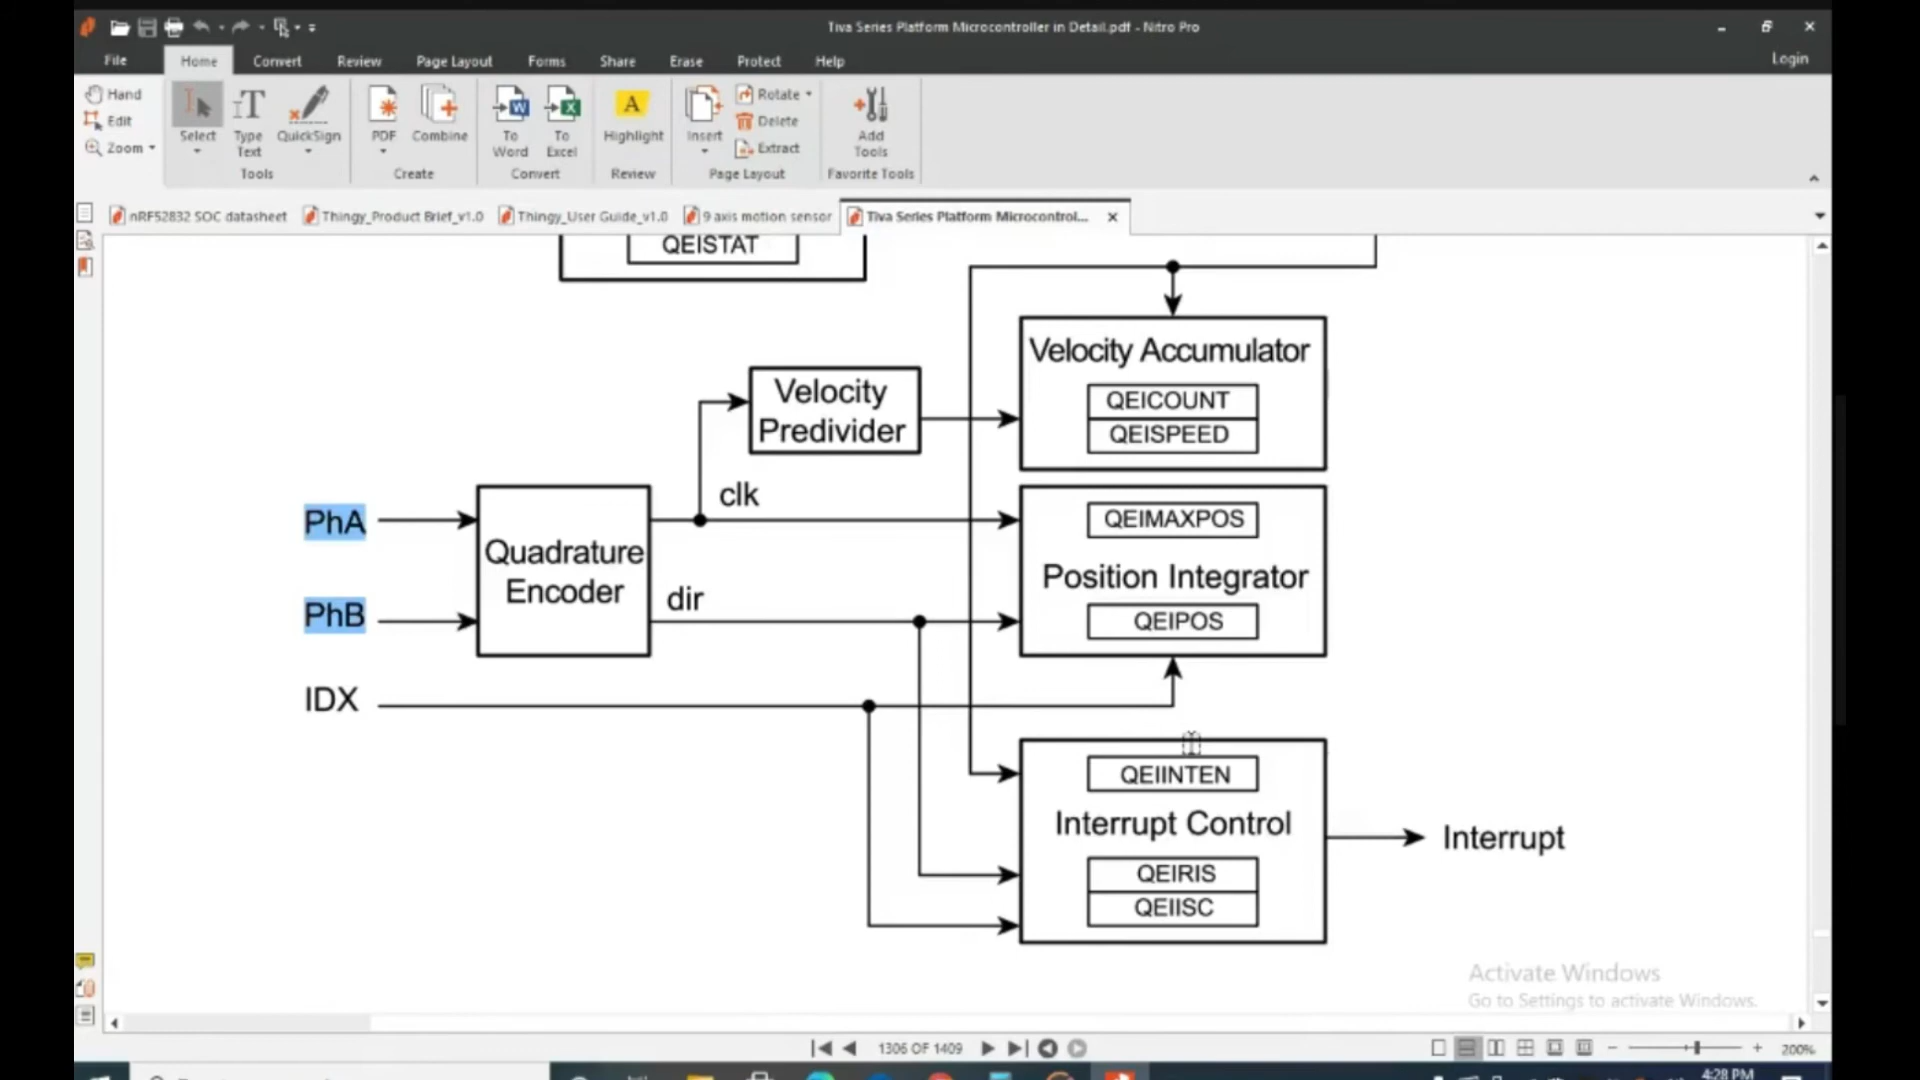 Tiva Series Platform Microcontroller in Detail.pdf - Nitro Pro
File Home Convert Review Page Layout Forms Share Erase Protect Help Login
Hand
Edit
Zoom
Select
Type Text
QuickSign
Tools
PDF
Combine
Create
To Word
To Excel
Convert
Highlight
Review
Insert
Rotate
Delete
Extract
Page Layout
Add Tools
Favorite Tools
nRF52832 SOC datasheet
Thingy_Product Brief_v1.0
Thingy_User Guide_v1.0
9 axis motion sensor
Tiva Series Platform Microcontrol...
QEISTAT
Velocity Accumulator
QEICOUNT
QEISPEED
Velocity
Predivider
clk
PhA
PhB
IDX
Quadrature
Encoder
dir
QEIMAXPOS
Position Integrator
QEIPOS
QEIINTEN
Interrupt Control
QEIRIS
QEIISC
Interrupt
Activate Windows
Go to Settings to activate Windows.
1306 OF 1409
200%
4:28 PM